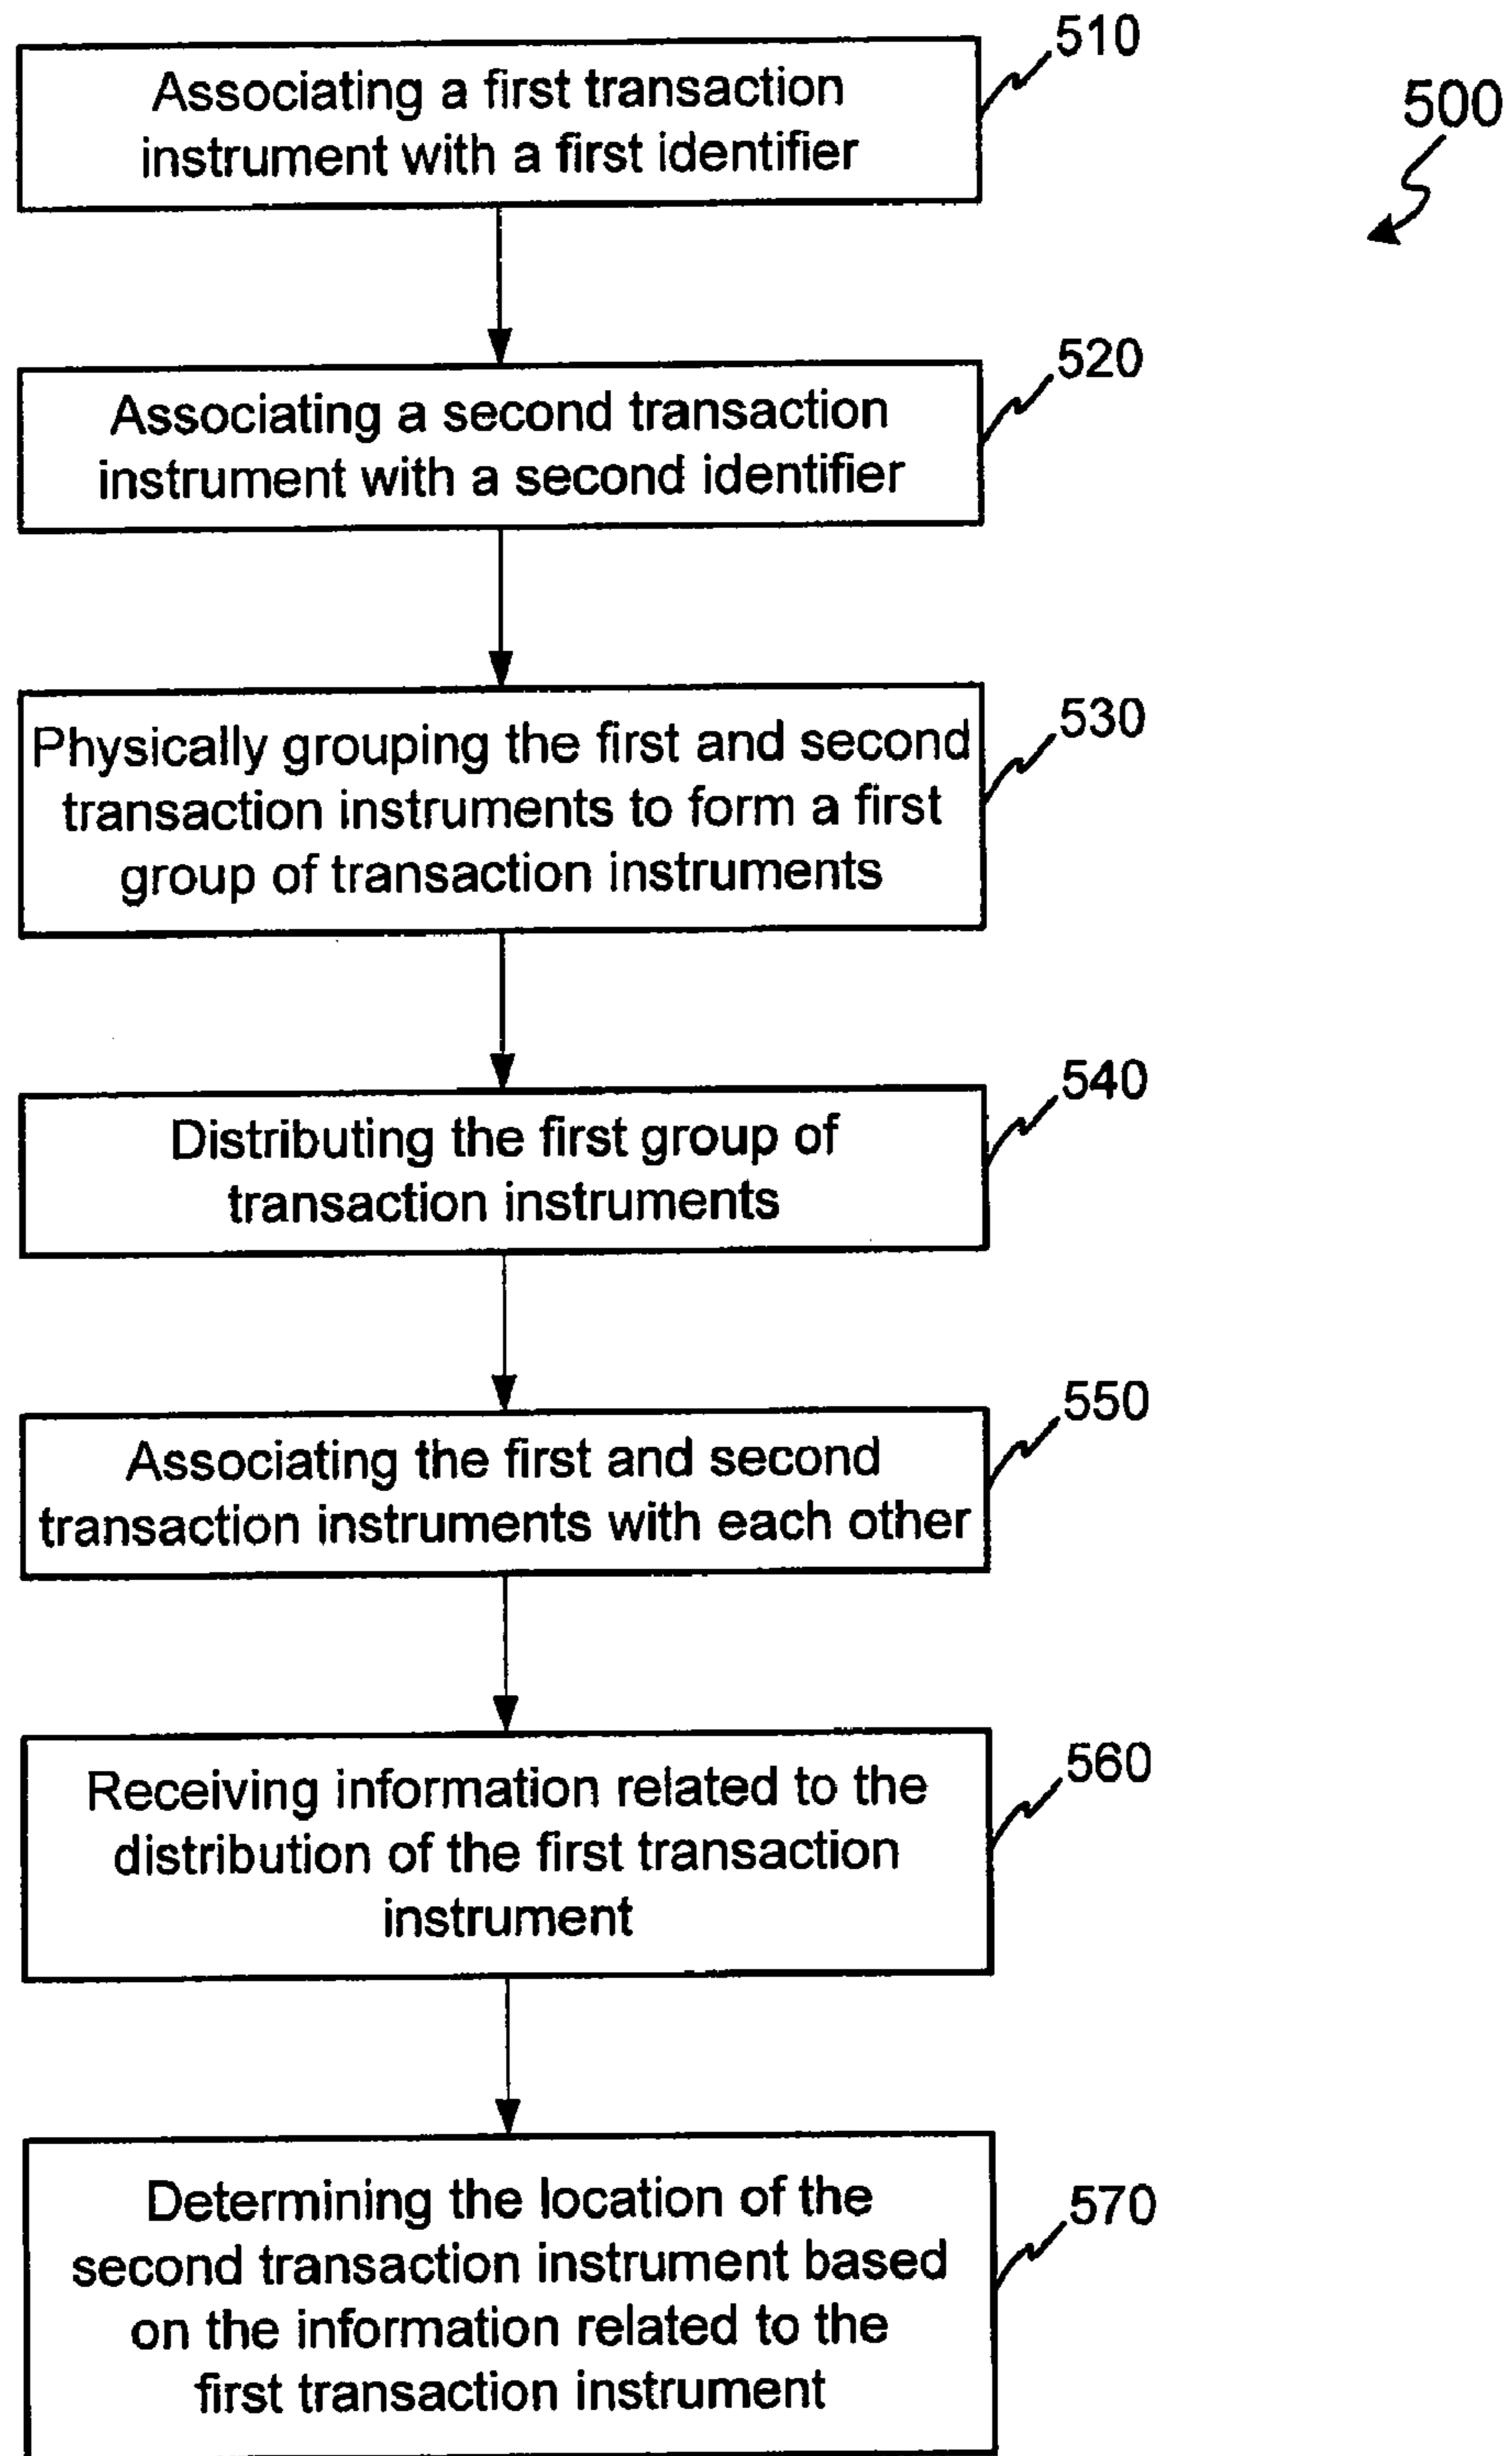 510
500
Associating a first transaction
instrument with a first identifier
520
Associating a second transaction
instrument with a second identifier
530
Physically grouping the first and second
transaction instruments to form a first
group of transaction instruments
540
Distributing the first group of
transaction instruments
550
Associating the first and second
transaction instruments with each other
560
Receiving information related to the
distribution of the first transaction
instrument
570
Determining the location of the
second transaction instrument based
on the information related to the
first transaction instrument